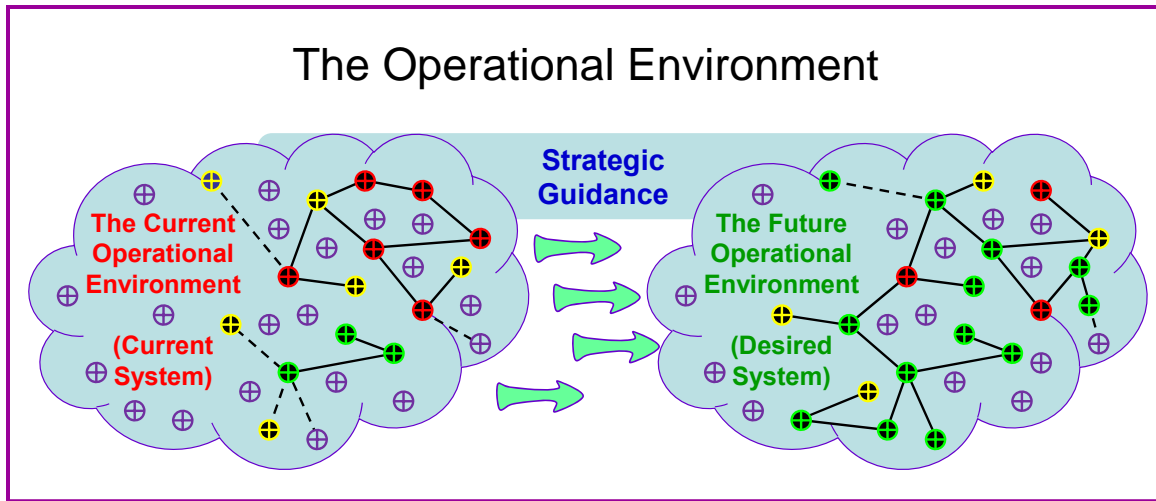 The Operational Environment
Strategic
Guidance
The Current
Operational
Environment
(Current
System)
The Future
Operational
Environment
(Desired
System)